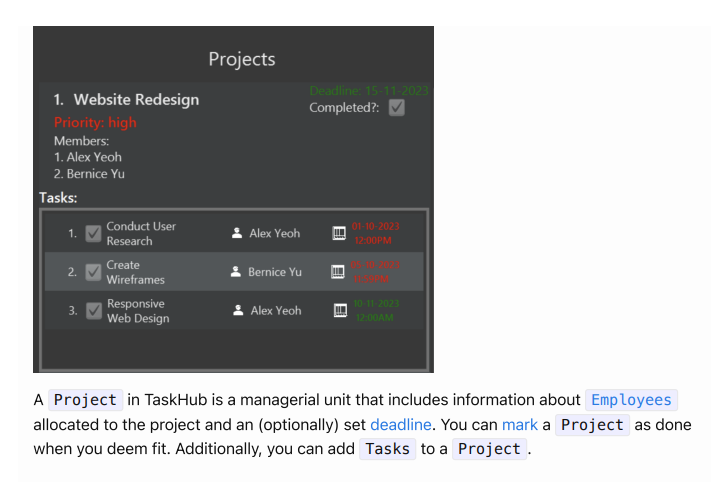 Projects
1. Website Redesign
Deadline: 15-11-2023
Priority: high
Completed?:
Members:
1. Alex Yeoh
2. Bernice Yu
Tasks:
1. Conduct User Research
Alex Yeoh
01-10-2023
12:00PM
2. Create Wireframes
Bernice Yu
3. Responsive Web Design
Alex Yeoh
10-11-2023
12:00AM
A Project in TaskHub is a managerial unit that includes information about Employees
allocated to the project and an (optionally) set deadline. You can mark a Project as done
when you deem fit. Additionally, you can add Tasks to a Project.